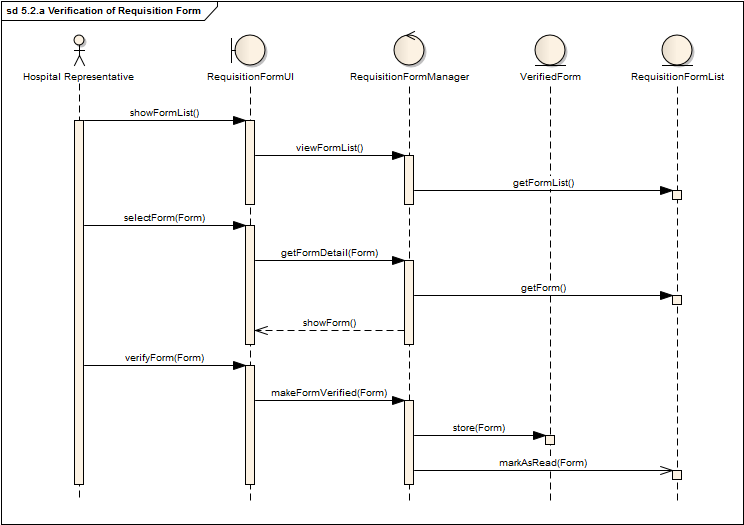 sd 5.2.a Verification of Requisition Form
Hospital Representative
RequisitionFormUI
RequisitionFormManager
VerifiedForm
RequisitionFormList
showFormList()
viewFormList()
getFormList()
selectForm(Form)
getFormDetail(Form)
getForm()
showForm()
verifyForm(Form)
makeFormVerified(Form)
store(Form)
markAsRead(Form)